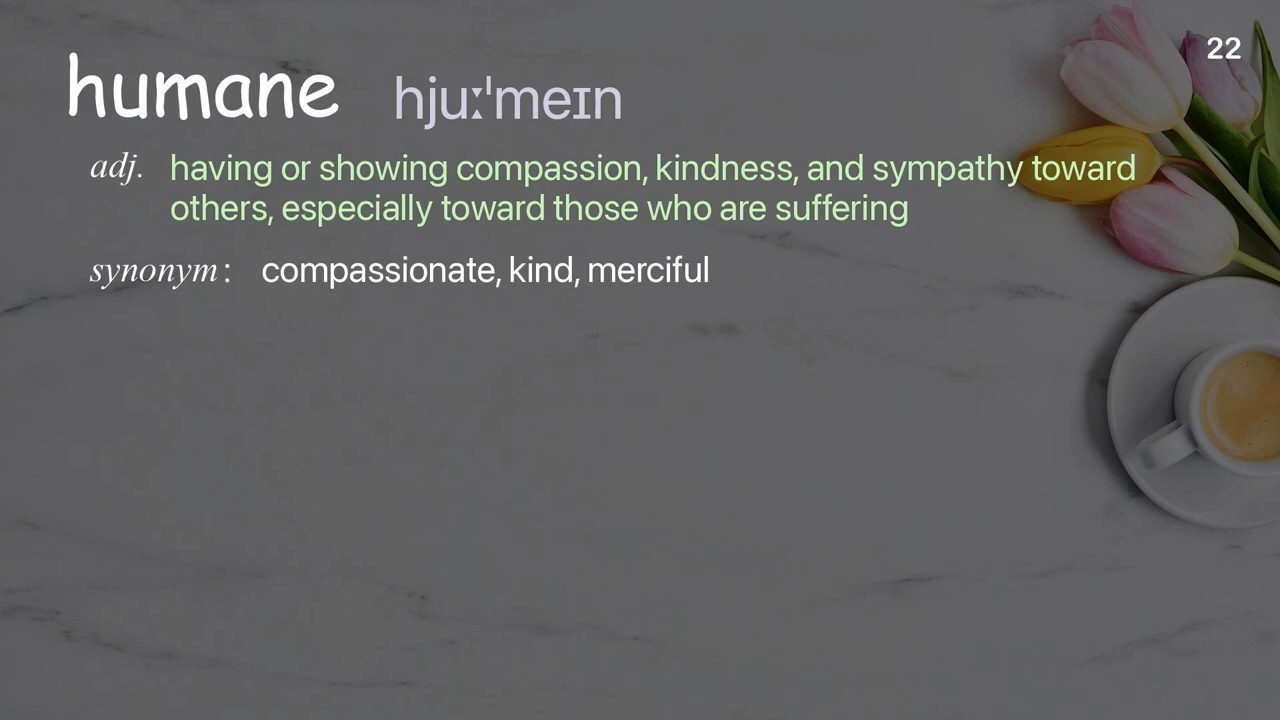 22
humane hjuːˈmeɪn
adj. having or showing compassion, kindness, and sympathy toward
others, especially toward those who are suffering
synonym : compassionate, kind, merciful